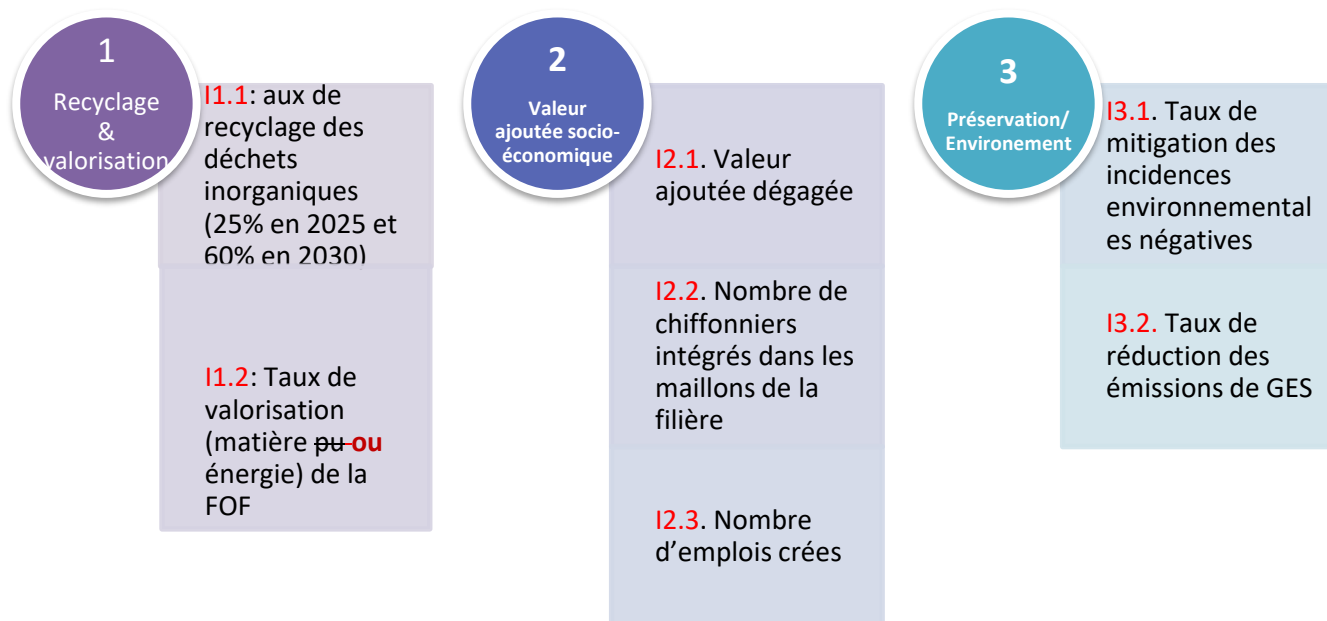 1
Recyclage
&
valorisation
I1.1: aux de
recyclage des
déchets
inorganiques
(25% en 2025 et
60% en 2030)
I1.2: Taux de
valorisation
(matière pu ou
énergie) de la
FOF
2
Valeur
ajoutée socio-
économique
I2.1. Valeur
ajoutée dégagée
I2.2. Nombre de
chiffonniers
intégrés dans les
maillons de la
filière
I2.3. Nombre
d’emplois crées
3
Préservation/
Environement
I3.1. Taux de
mitigation des
incidences
environnemental
es négatives
I3.2. Taux de
réduction des
émissions de GES